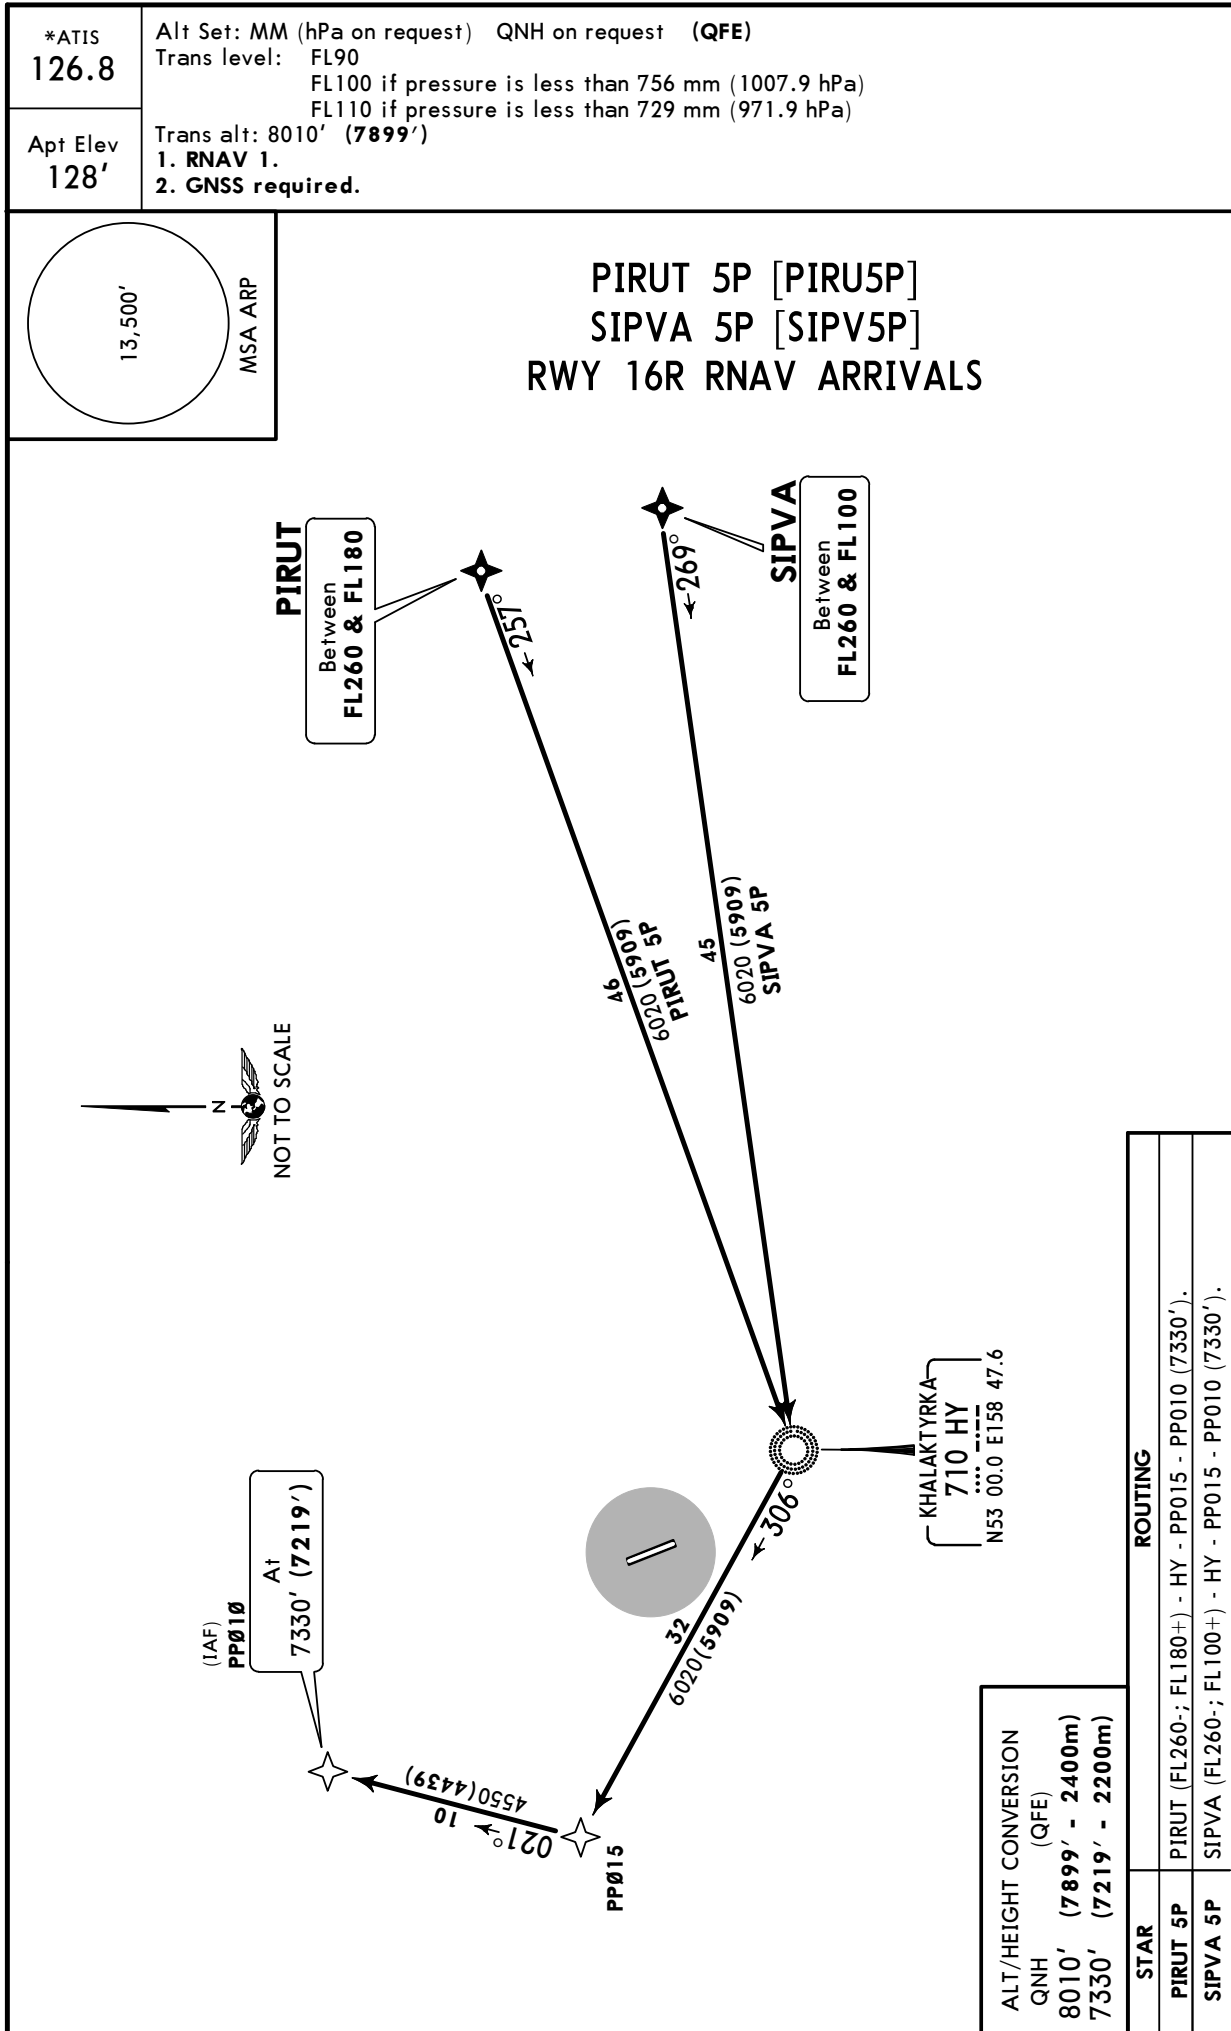 *ATIS
126.8
Apt Elev
128'
Alt Set: MM (hPa on request) QNH on request (QFE)
Trans level: FL90
FL100 if pressure is less than 756 mm (1007.9 hPa)
FL110 if pressure is less than 729 mm (971.9 hPa)
Trans alt: 8010' (7899')
1. RNAV 1.
2. GNSS required.
13,500'
MSA ARP
PIRUT 5P [PIRU5P]
SIPVA 5P [SIPV5P]
RWY 16R RNAV ARRIVALS
PIRUT
Between
FL260 & FL180
257°
SIPVA
Between
FL260 & FL100
269°
46
6020 (5909)
PIRUT 5P
45
6020 (5909)
SIPVA 5P
N
NOT TO SCALE
KHALAKTYRKA
710 HY
N53 00.0 E158 47.6
306°
32
6020(5909)
(IAF)
PPØ1Ø
At
7330' (7219')
10
4550(4439)
021°
PPØ15
ALT/HEIGHT CONVERSION
QNH (QFE)
8010' (7899' - 2400m)
7330' (7219' - 2200m)
STAR ROUTING
PIRUT 5P PIRUT (FL260-; FL180+) - HY - PP015 - PP010 (7330').
SIPVA 5P SIPVA (FL260-; FL100+) - HY - PP015 - PP010 (7330').